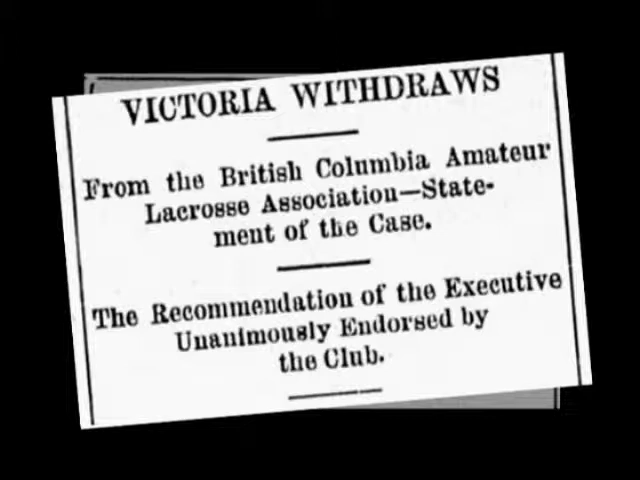 VICTORIA WITHDRAWS
From the British Columbia Amateur
Lacrosse Association—State-
ment of the Case.
The Recommendation of the Executive
Unanimously Endorsed by
the Club.